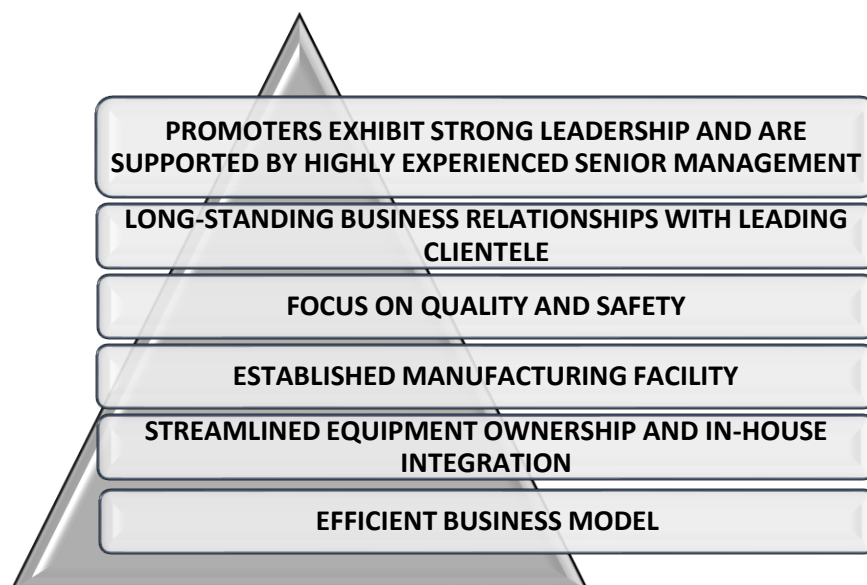 PROMOTERS EXHIBIT STRONG LEADERSHIP AND ARE
SUPPORTED BY HIGHLY EXPERIENCED SENIOR MANAGEMENT
LONG-STANDING BUSINESS RELATIONSHIPS WITH LEADING
CLIENTELE
FOCUS ON QUALITY AND SAFETY
ESTABLISHED MANUFACTURING FACILITY
STREAMLINED EQUIPMENT OWNERSHIP AND IN-HOUSE
INTEGRATION
EFFICIENT BUSINESS MODEL